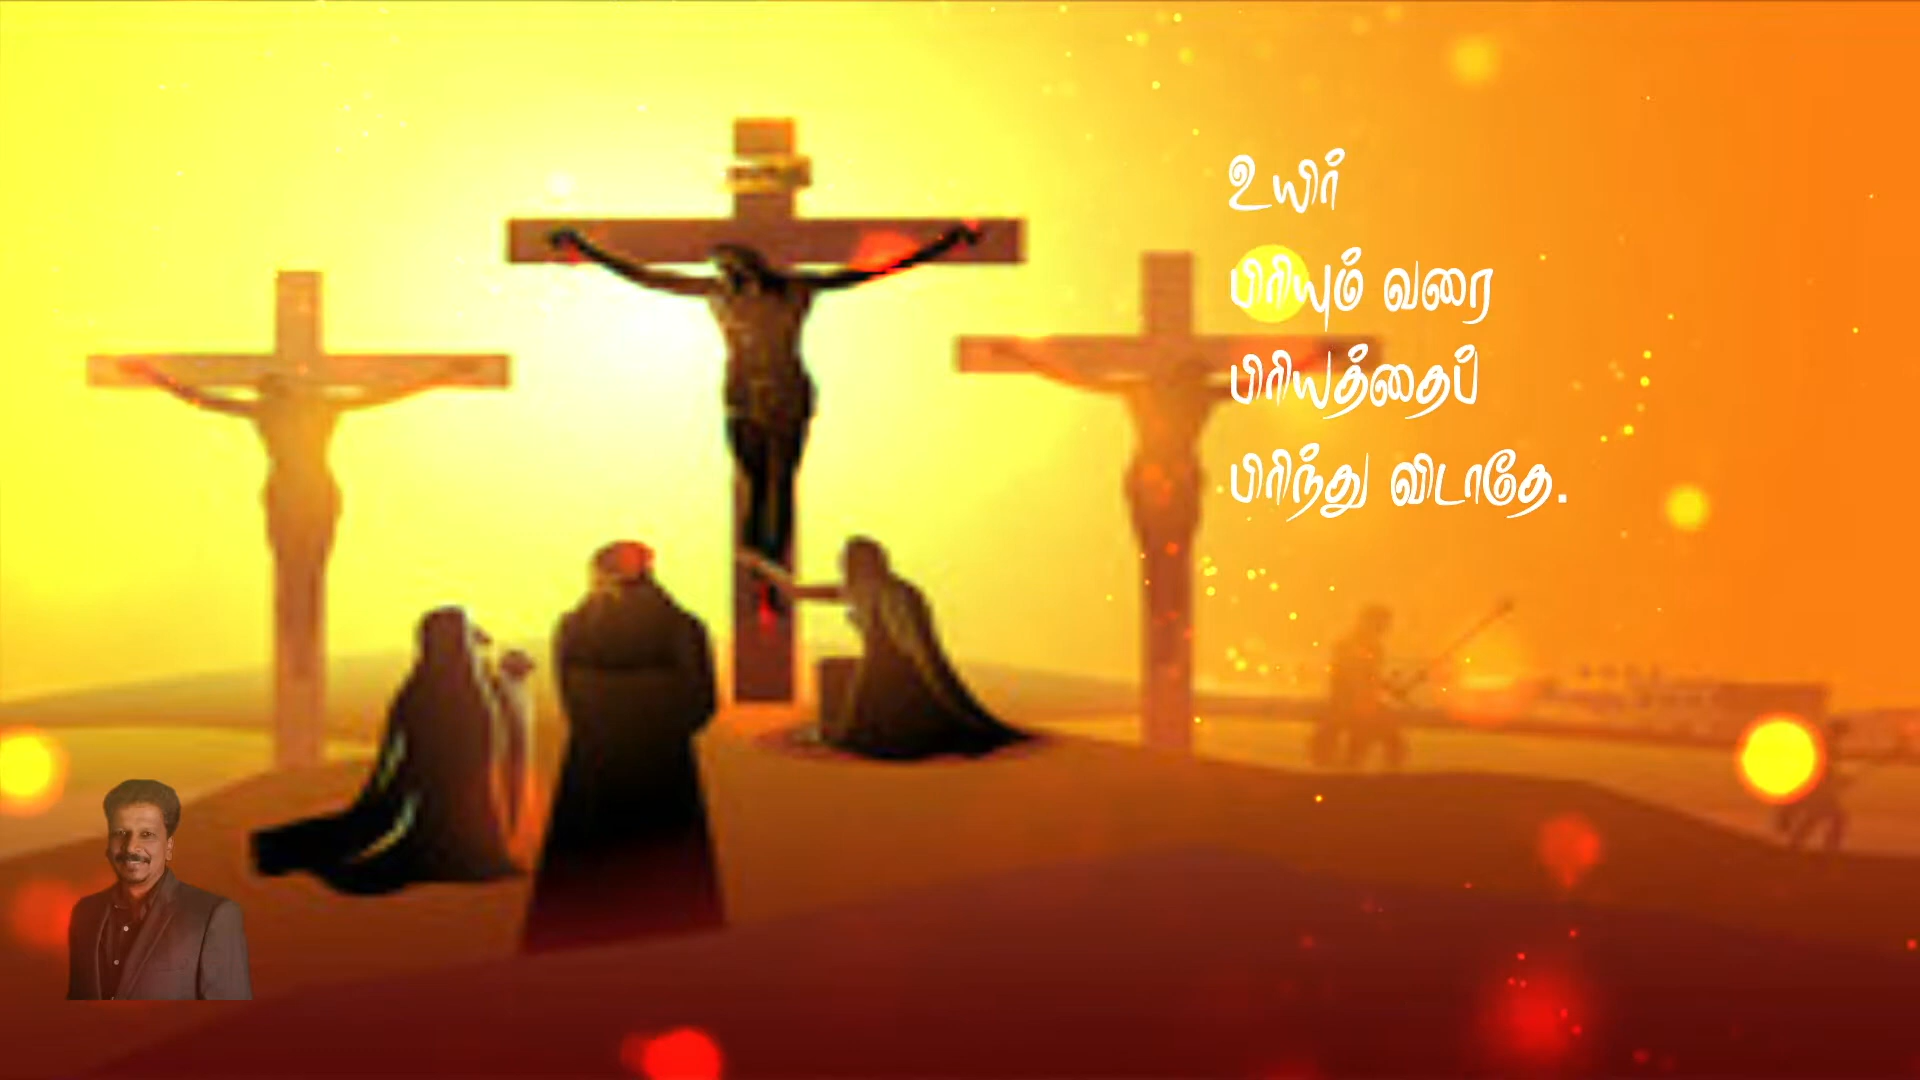 உயிர்
பிரியும் வரை
பிரியத்தைப்
பிரிந்து விடாதே.